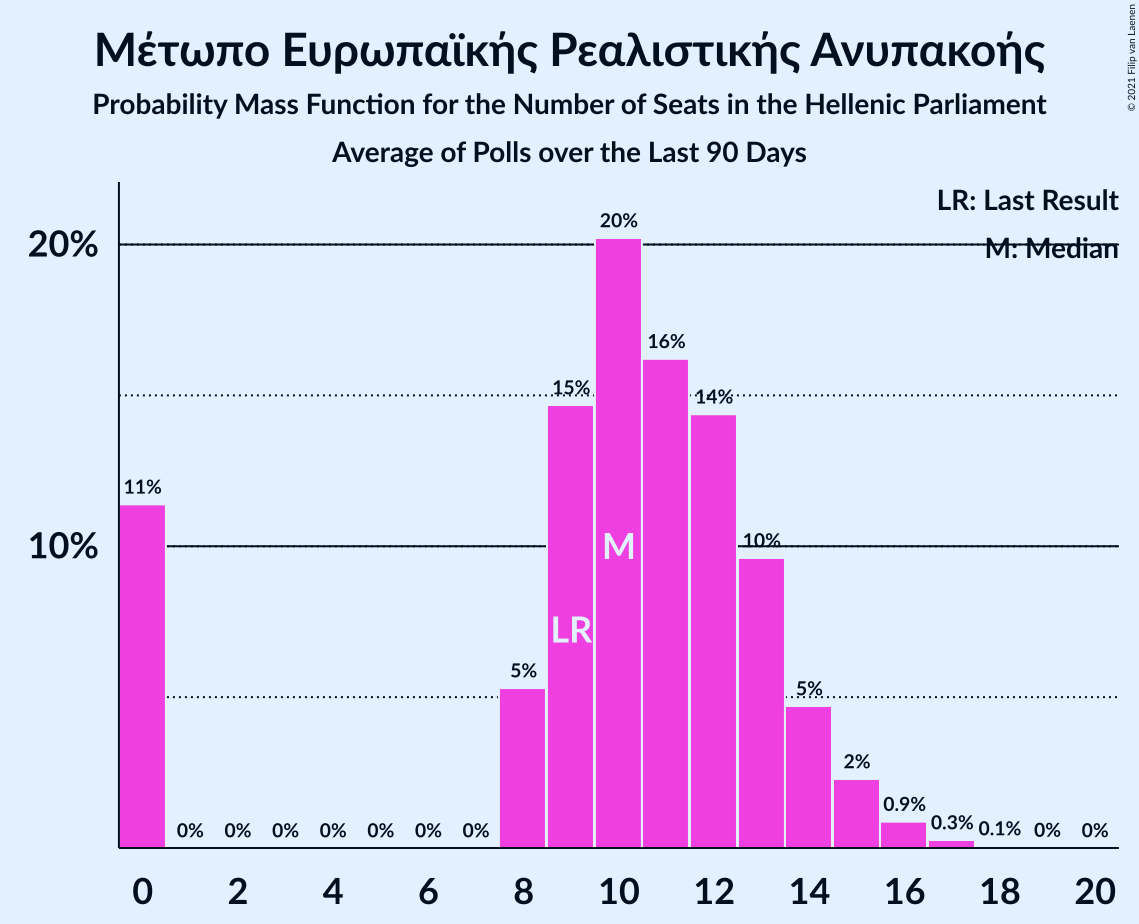 Μέτωπο Ευρωπαϊκής Ρεαλιστικής Ανυπακοής
Probability Mass Function for the Number of Seats in the Hellenic Parliament
Average of Polls over the Last 90 Days
© 2021 Filip van Laenen
LR: Last Result
M: Median
20%
10%
11%
0%
0%
0%
0%
0%
0%
0%
5%
15%
20%
16%
14%
10%
5%
2%
0.9%
0.3%
0.1%
0%
0%
LR
M
0 2 4 6 8 10 12 14 16 18 20